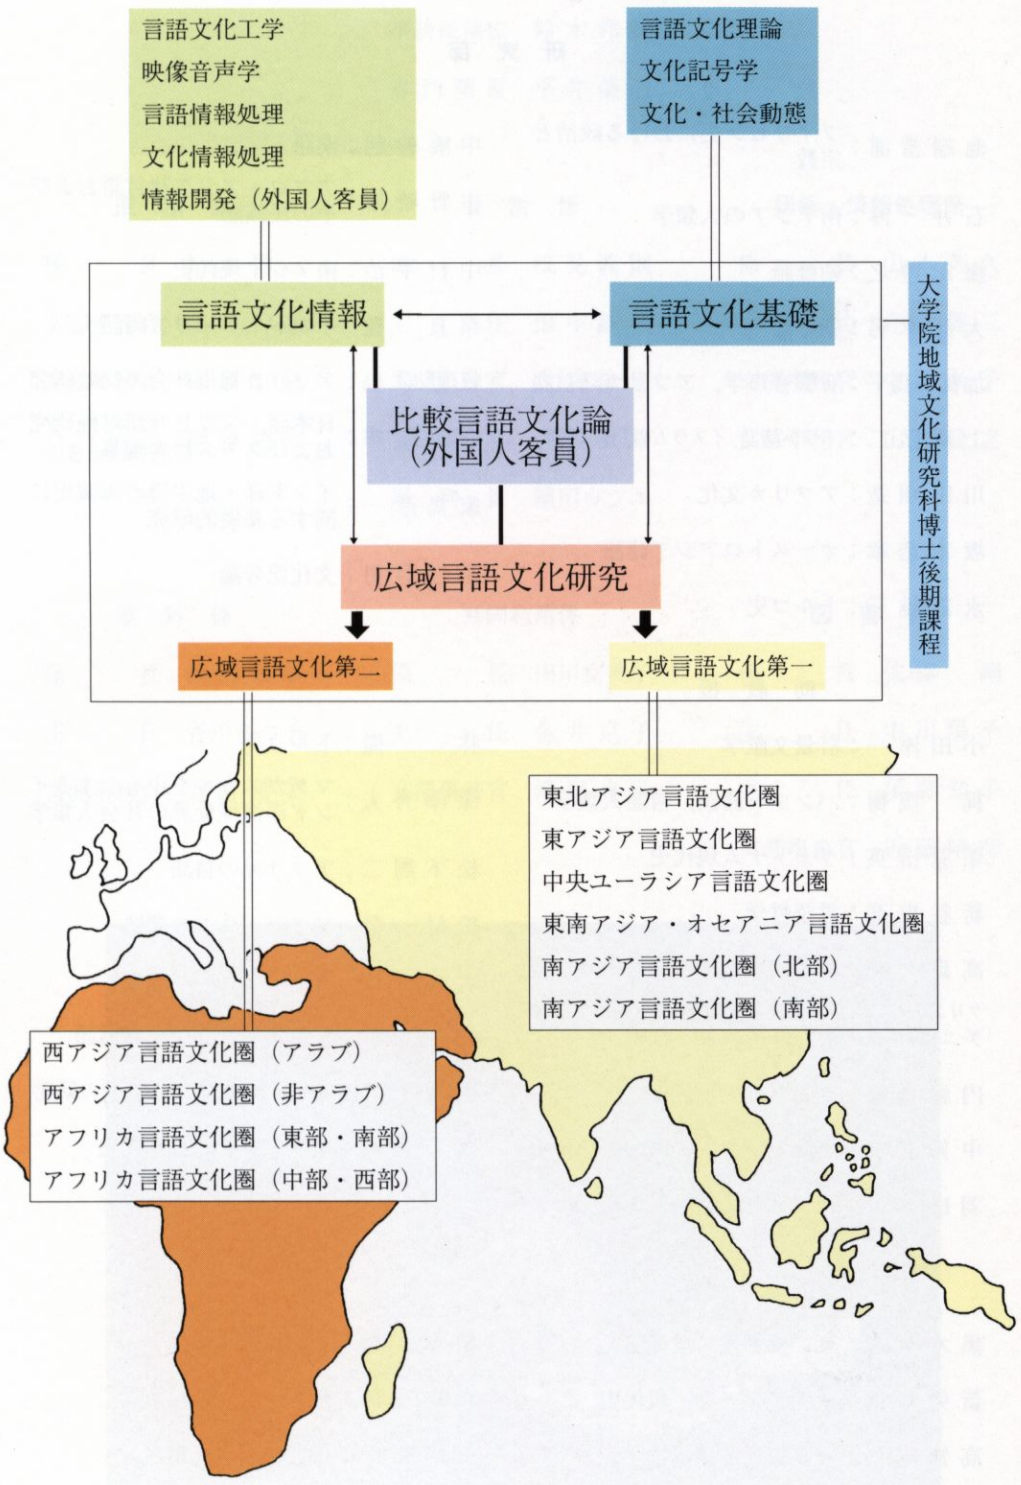 言語文化工学
映像音声学
言語情報処理
文化情報処理
情報開発（外国人客員）
言語文化理論
文化記号学
文化・社会動態
言語文化情報
言語文化基礎
大学院地域文化研究科博士後期課程
比較言語文化論
（外国人客員）
広域言語文化研究
広域言語文化第二
広域言語文化第一
東北アジア言語文化圏
東アジア言語文化圏
中央ユーラシア言語文化圏
東南アジア・オセアニア言語文化圏
南アジア言語文化圏（北部）
南アジア言語文化圏（南部）
西アジア言語文化圏（アラブ）
西アジア言語文化圏（非アラブ）
アフリカ言語文化圏（東部・南部）
アフリカ言語文化圏（中部・西部）